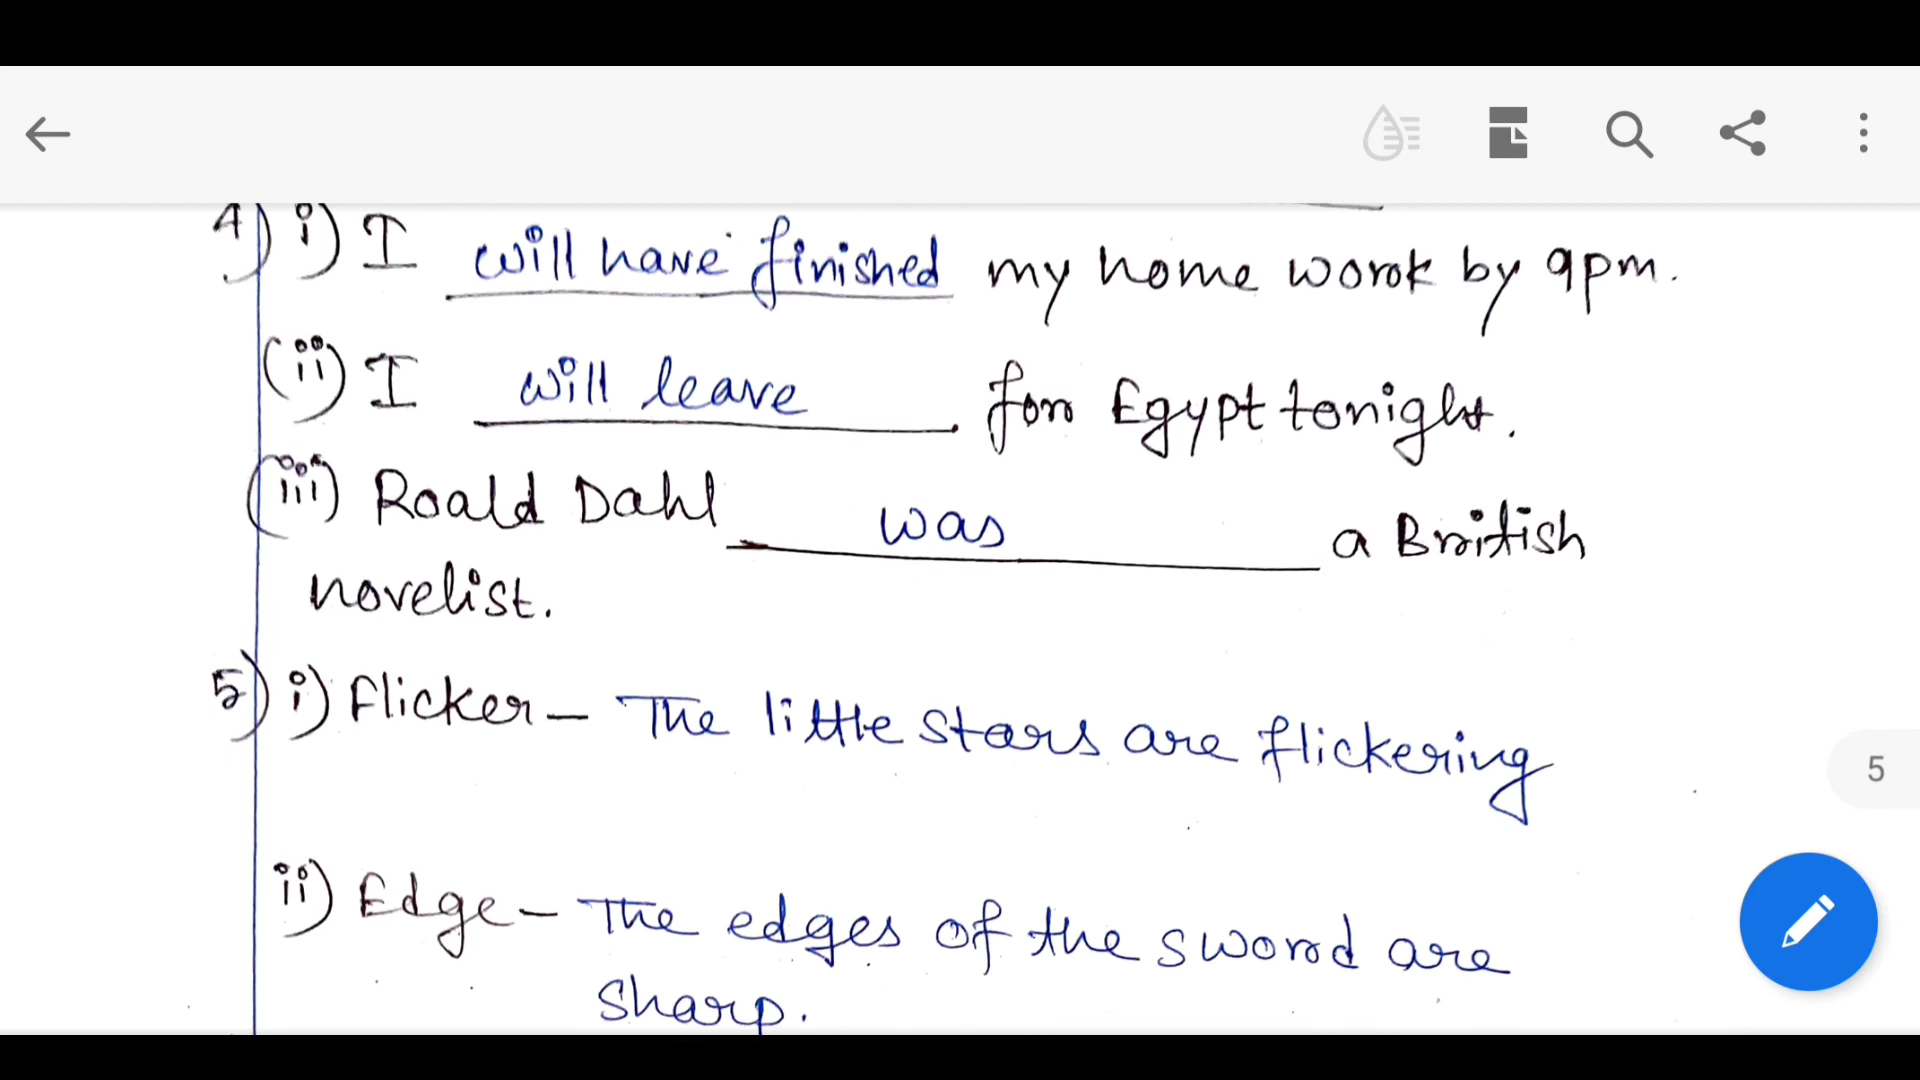 4) i) I will have finished my home work by 9pm.
(ii) I will leave for Egypt tonight.
(iii) Roald Dahl was a British
novelist.
5) i) Flicker - The little stars are flickering
5
ii) Edge - The edges of the sword are
sharp.